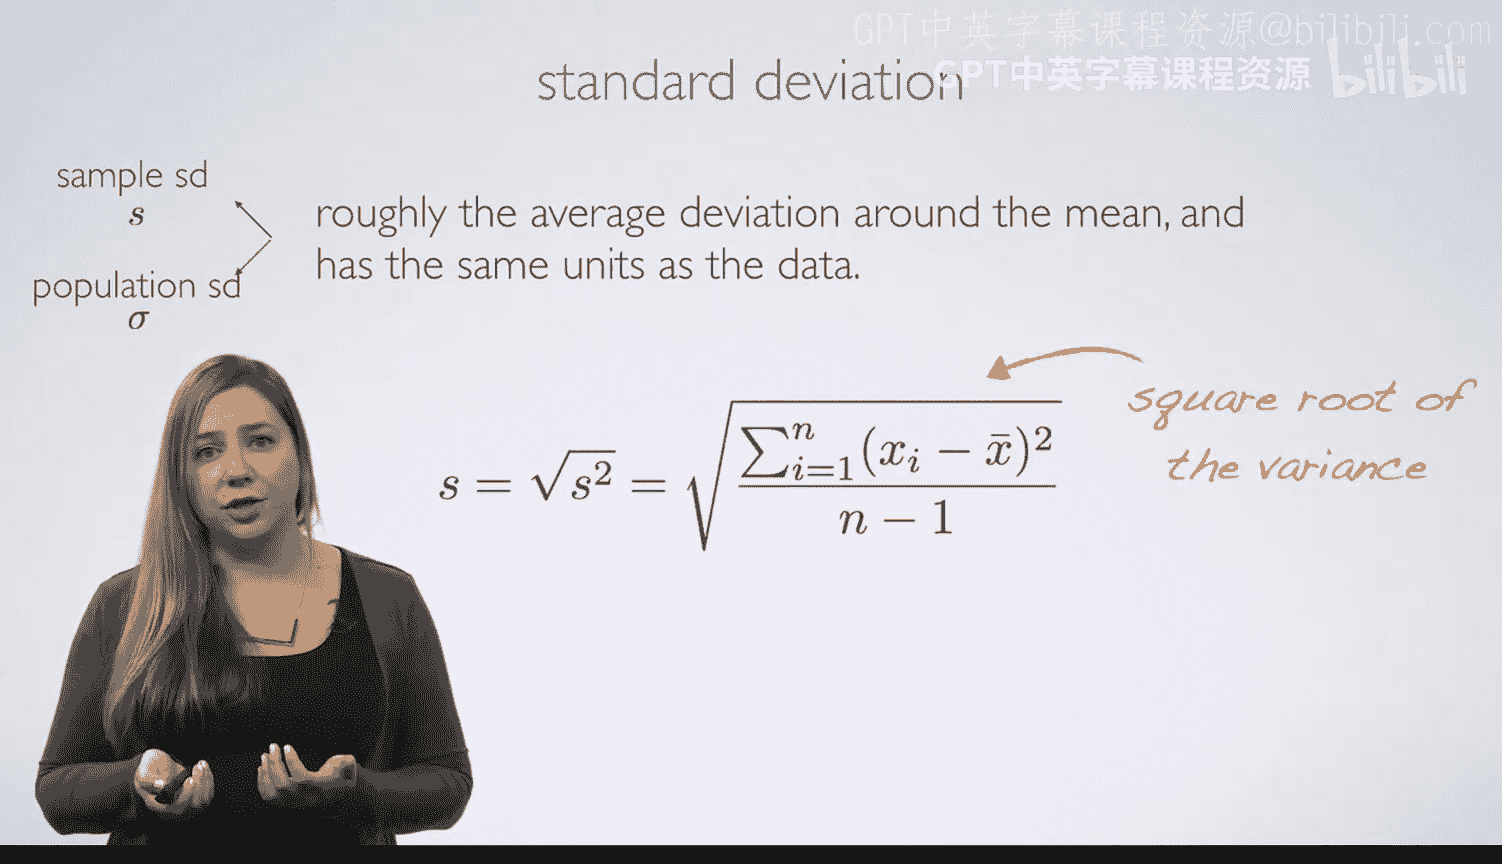 GPT中英字幕课程资源@bilibili.com
GPT中英字幕课程资源 bilibili
standard deviation
sample sd
s
population sd
σ
roughly the average deviation around the mean, and
has the same units as the data.
s = √s² = √(∑ⁿᵢ₌₁(xᵢ − x̄)² / n − 1)
square root of
the variance